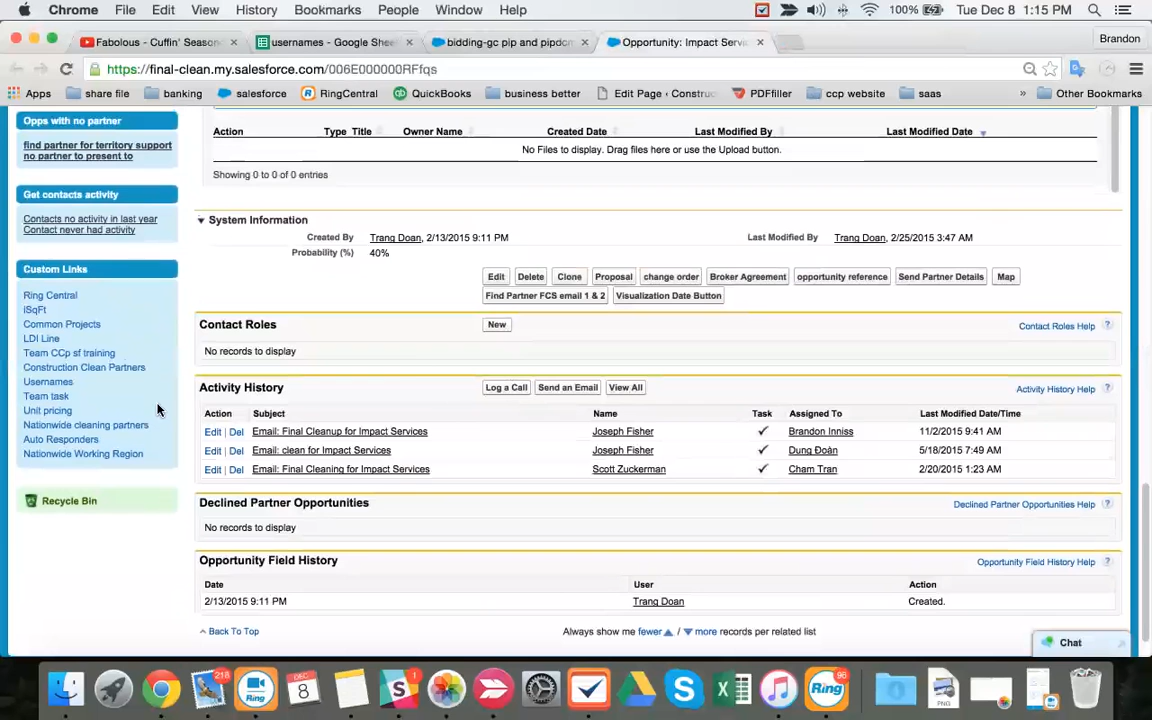 Chrome File Edit View History Bookmarks People Window Help 100% Tue Dec 8 1:15 PM
Fabolous - Cuffin' Season
usernames - Google Shee
bidding-gc pip and pipdc
Opportunity: Impact Serv
Brandon
https://final-clean.my.salesforce.com/006E000000RFfqs
Apps share file banking salesforce RingCentral QuickBooks business better Edit Page ( Constru PDFfiller ccp website saas » Other Bookmarks
Opps with no partner
find partner for territory support
no partner to present to
Get contacts activity
Contacts no activity in last year
Contact never had activity
Custom Links
Ring Central
iSqFt
Common Projects
LDI Line
Team CCp sf training
Construction Clean Partners
Usernames
Team task
Unit pricing
Nationwide cleaning partners
Auto Responders
Nationwide Working Region
Recycle Bin
Action Type Title Owner Name Created Date Last Modified By Last Modified Date
No Files to display. Drag files here or use the Upload button.
Showing 0 to 0 of 0 entries
System Information
Created By Trang Doan, 2/13/2015 9:11 PM Last Modified By Trang Doan, 2/25/2015 3:47 AM
Probability (%) 40%
Edit Delete Clone Proposal change order Broker Agreement opportunity reference Send Partner Details Map
Find Partner FCS email 1 & 2 Visualization Date Button
Contact Roles New Contact Roles Help ?
No records to display
Activity History Log a Call Send an Email View All Activity History Help ?
Action Subject Name Task Assigned To Last Modified Date/Time
Edit | Del Email: Final Cleanup for Impact Services Joseph Fisher ✓ Brandon Inniss 11/2/2015 9:41 AM
Edit | Del Email: clean for Impact Services Joseph Fisher ✓ Dung Đoàn 5/18/2015 7:49 AM
Edit | Del Email: Final Cleaning for Impact Services Scott Zuckerman ✓ Cham Tran 2/20/2015 1:23 AM
Declined Partner Opportunities Declined Partner Opportunities Help ?
No records to display
Opportunity Field History Opportunity Field History Help ?
Date User Action
2/13/2015 9:11 PM Trang Doan Created.
Back To Top Always show me fewer / more records per related list
Chat
218
Ring
DEC
8
1
Ring
96
PNG